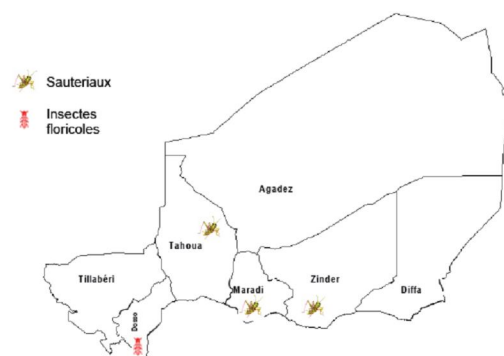 Sauteriaux
Insectes
floricoles
Agadez
Tahoua
Tillabéri
Maradi
Zinder
Diffa
Dosso